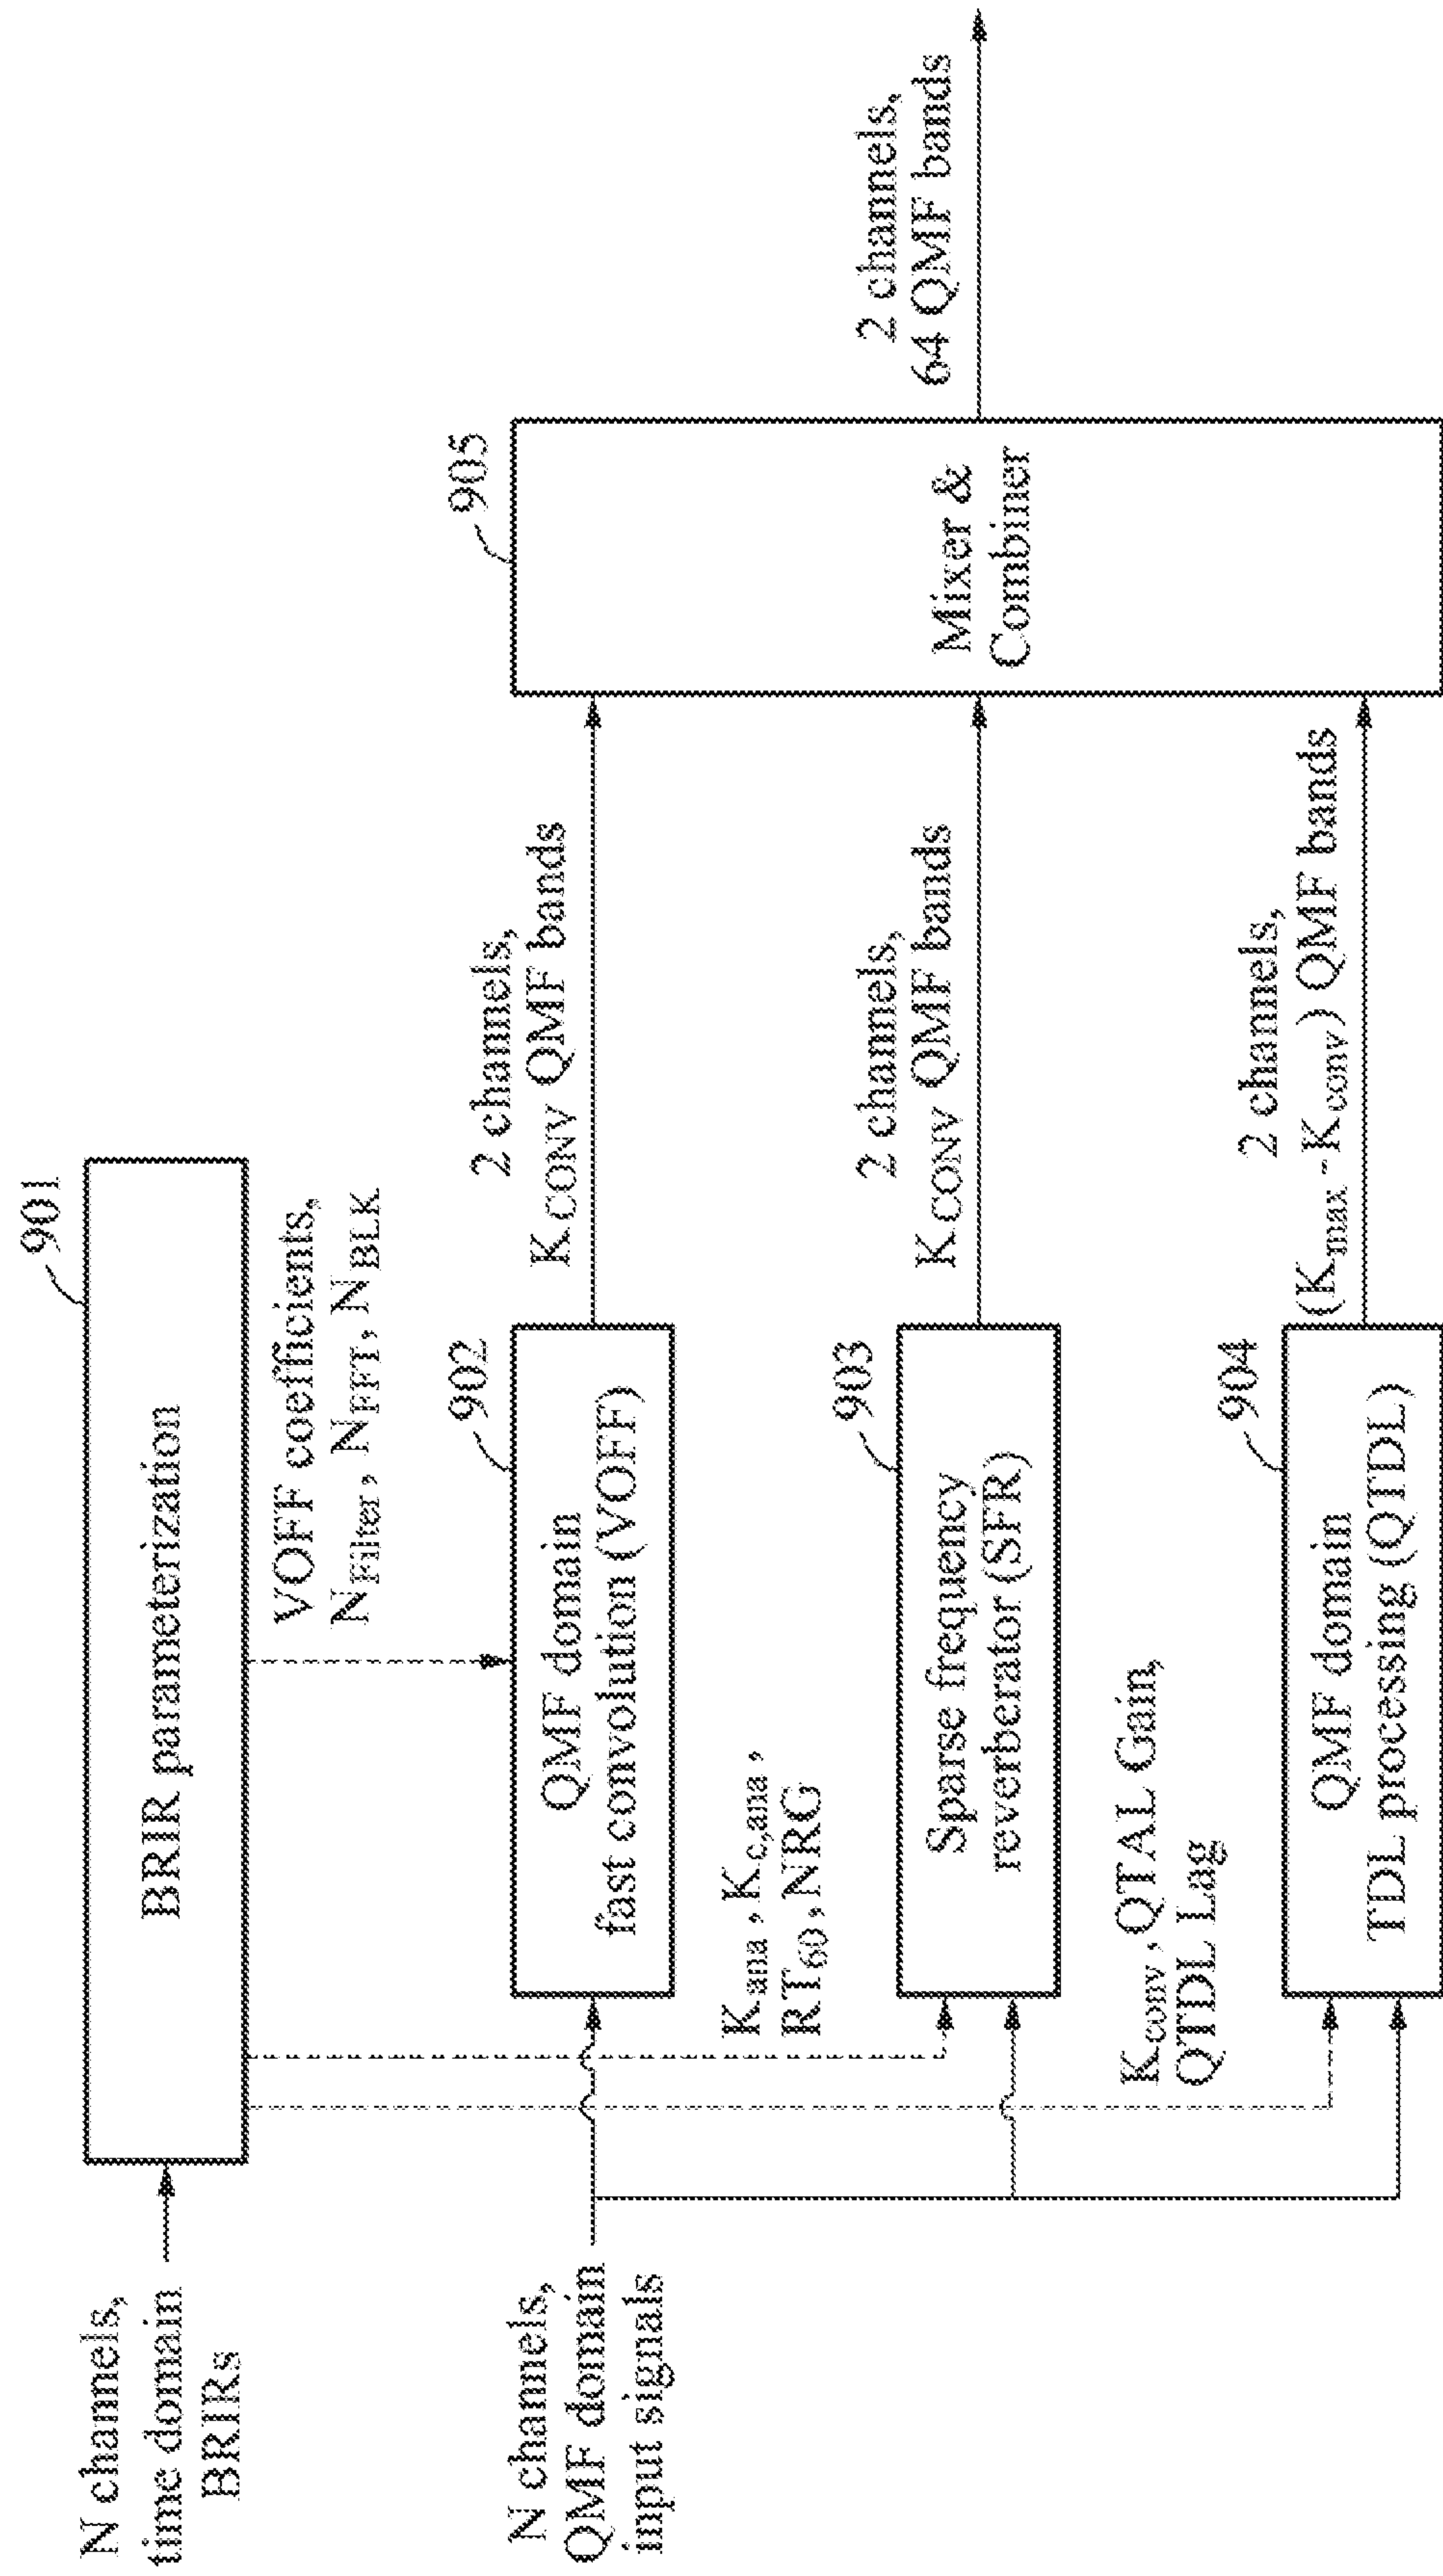 N channels,
time domain
BRIRs
901
BRIR parameterization
VOFF coefficients,
N_Filter, N_FFT, N_BLK
N channels,
QMF domain
input signals
902
QMF domain
fast convolution (VOFF)
2 channels,
K_CONV QMF bands
K_ana, K_c,ana,
RT_60, NRG
903
Sparse frequency
reverberator (SFR)
2 channels,
K_CONV QMF bands
K_conv, QTAL Gain,
QTDL Lag
904
QMF domain
TDL processing (QTDL)
2 channels,
(K_max -K_conv) QMF bands
905
Mixer &
Combiner
2 channels,
64 QMF bands